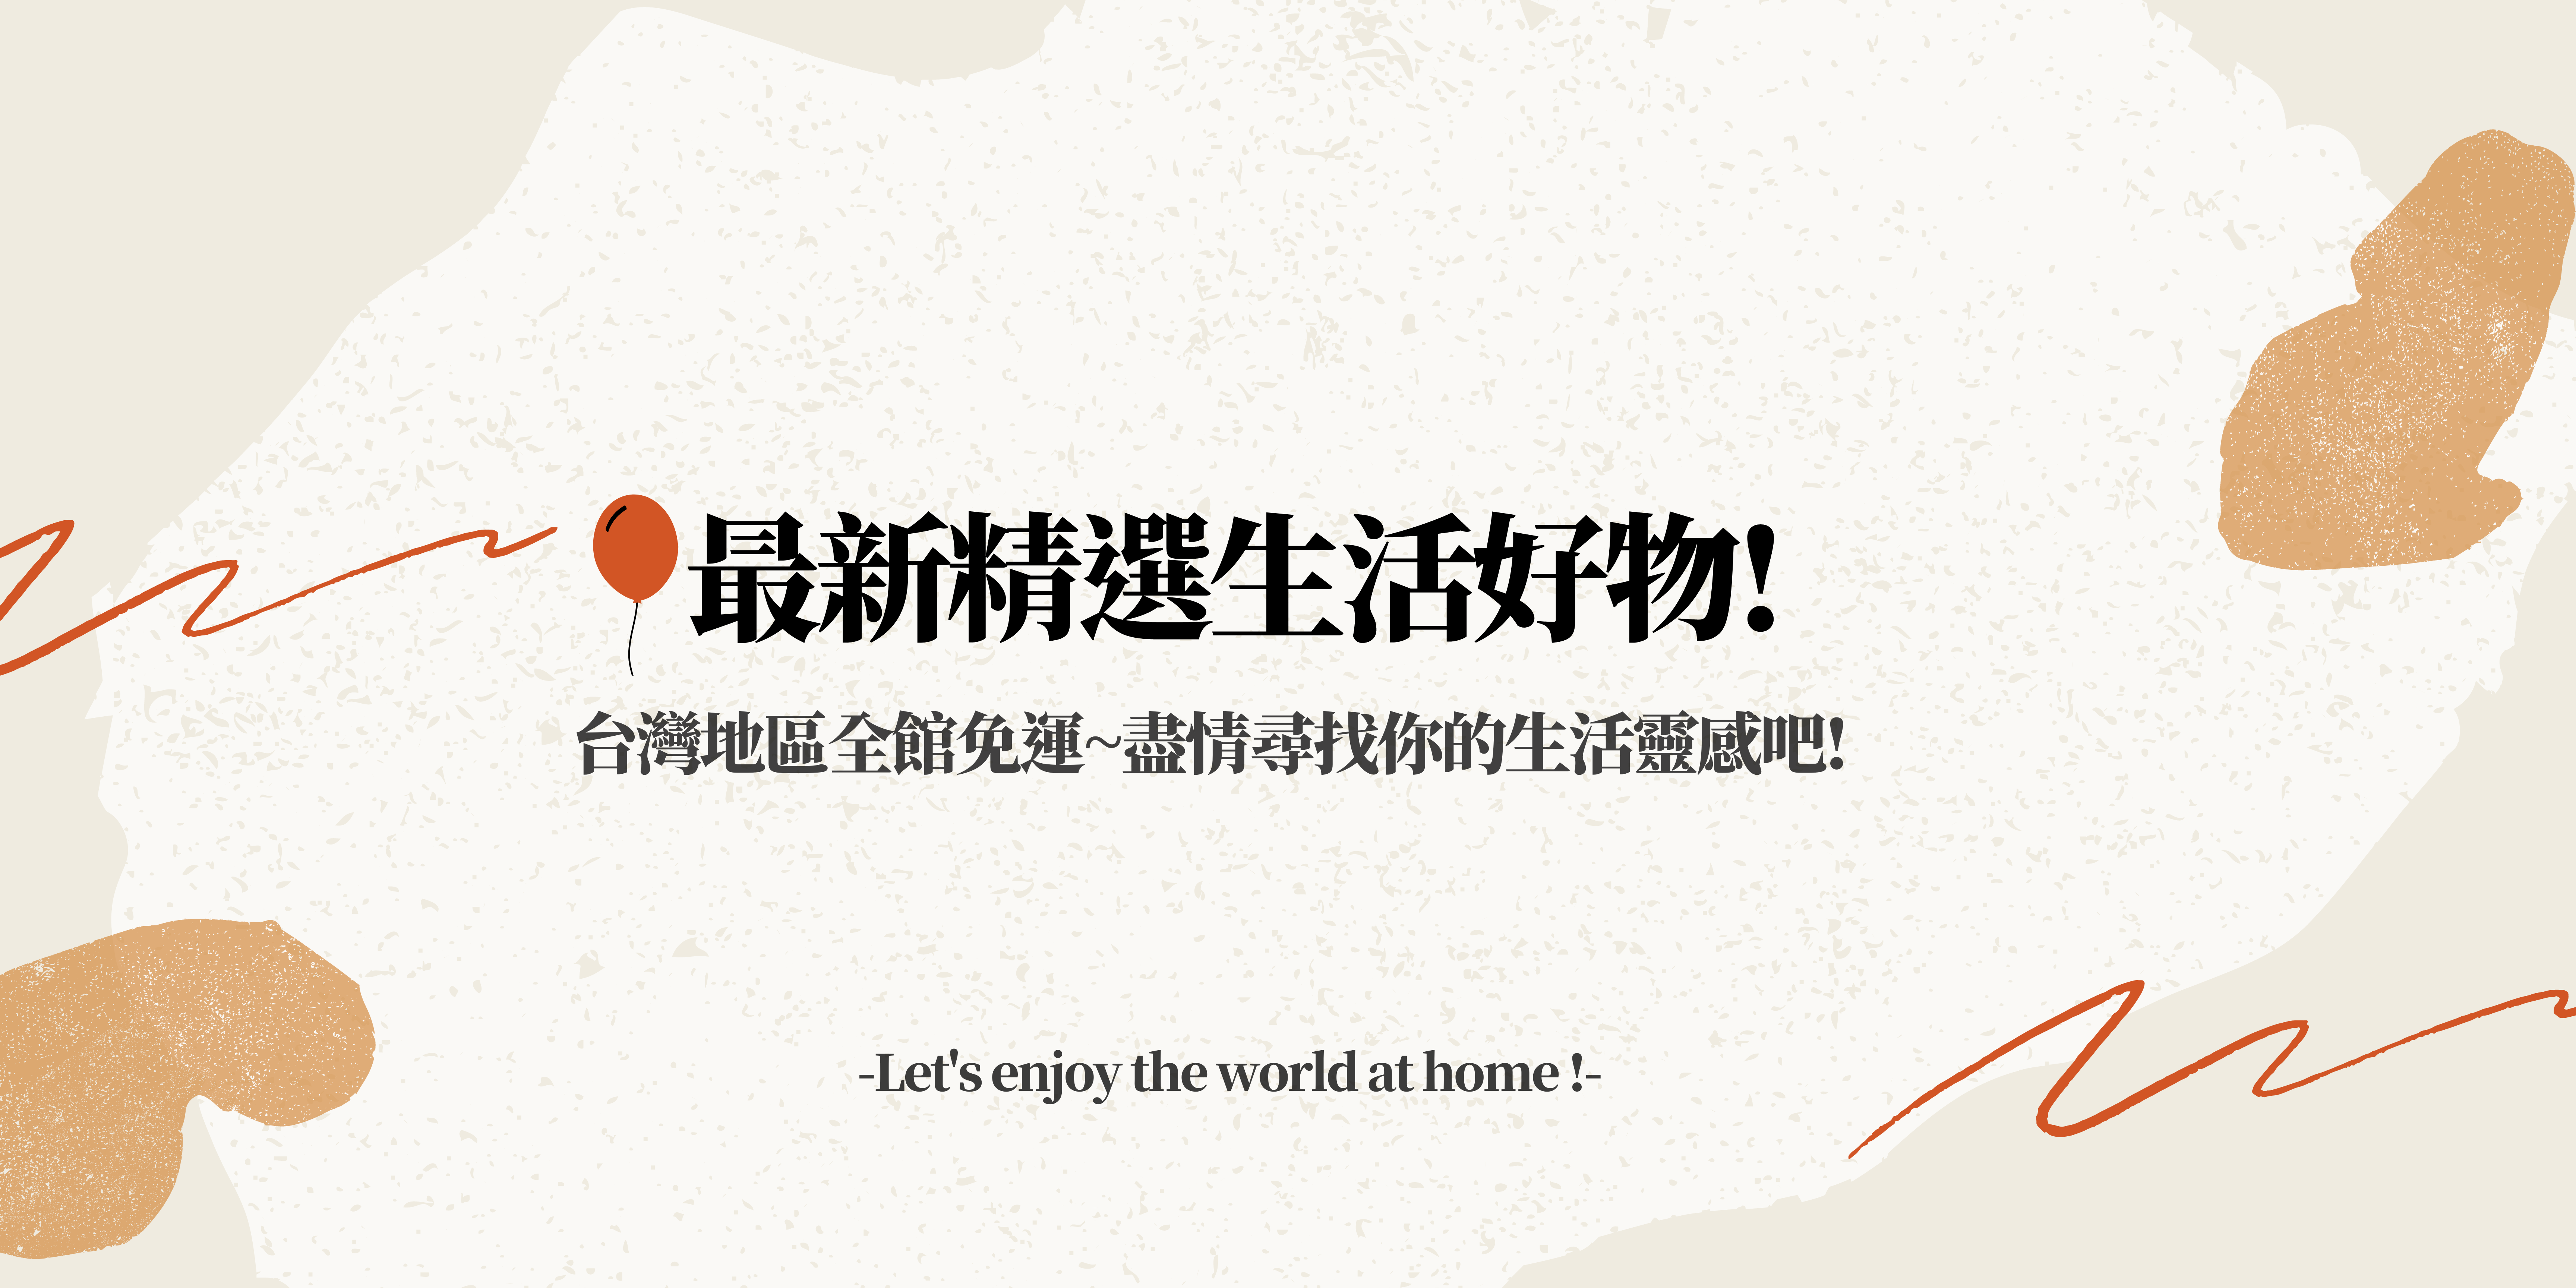 最新精選生活好物!
台灣地區全館免運~盡情尋找你的生活靈感吧!
-Let's enjoy the world at home !-